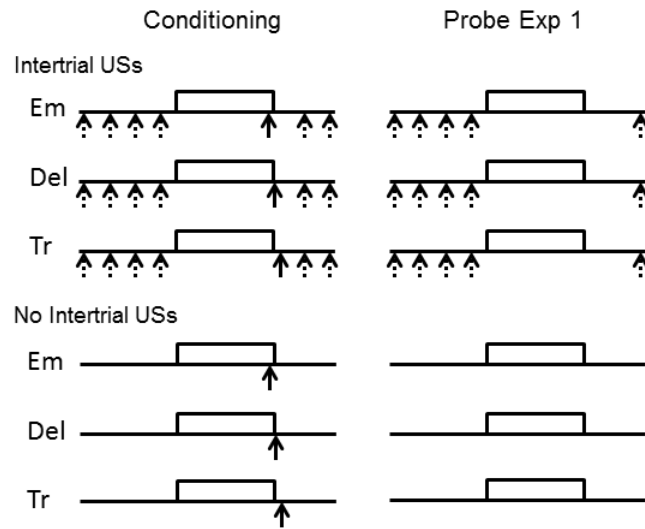 Conditioning Probe Exp 1
Intertrial USs
Em
Del
Tr
No Intertrial USs
Em
Del
Tr